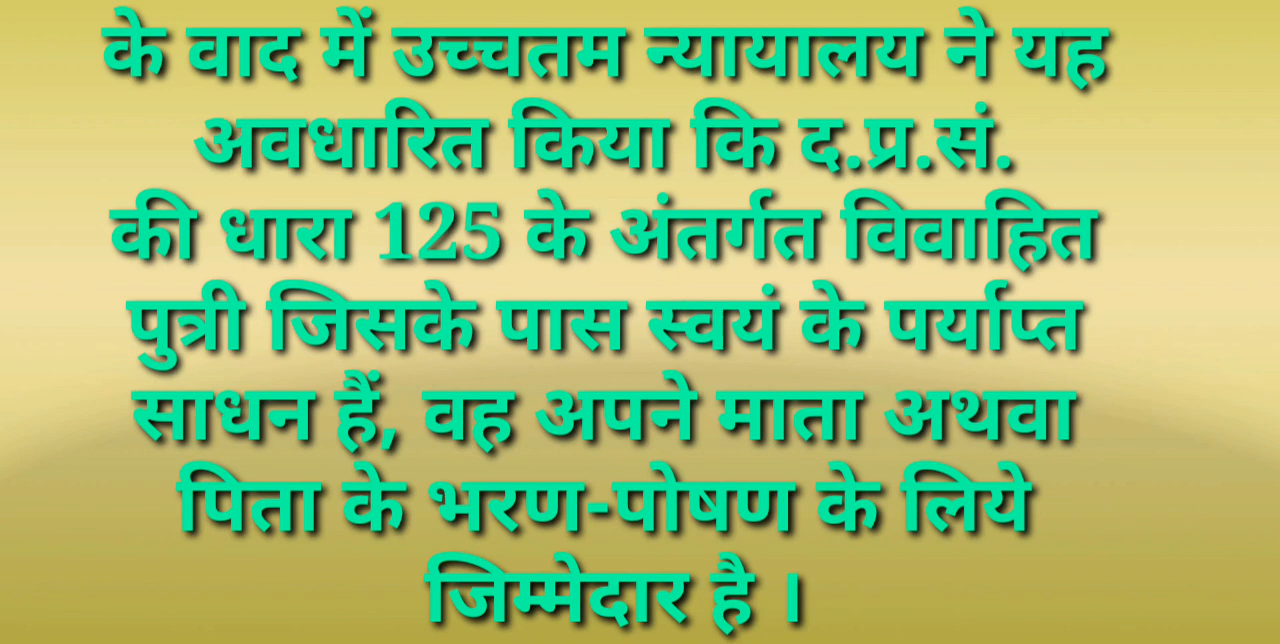 के वाद में उच्चतम न्यायालय ने यह
अवधारित किया कि द.प्र.सं.
की धारा 125 के अंतर्गत विवाहित
पुत्री जिसके पास स्वयं के पर्याप्त
साधन हैं, वह अपने माता अथवा
पिता के भरण-पोषण के लिये
जिम्मेदार है ।